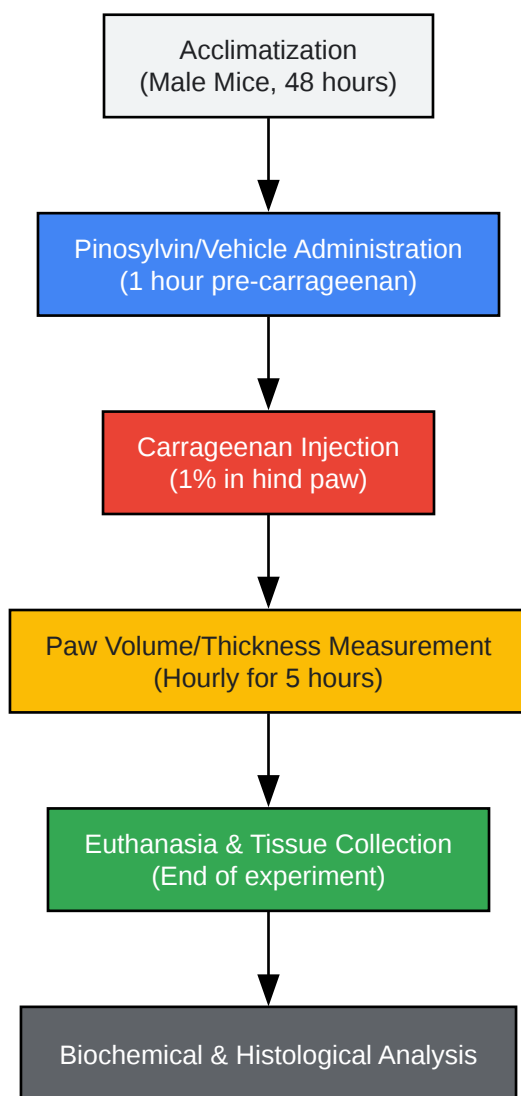 Acclimatization
(Male Mice, 48 hours)
Pinosylvin/Vehicle Administration
(1 hour pre-carrageenan)
Carrageenan Injection
(1% in hind paw)
Paw Volume/Thickness Measurement
(Hourly for 5 hours)
Euthanasia & Tissue Collection
(End of experiment)
Biochemical & Histological Analysis